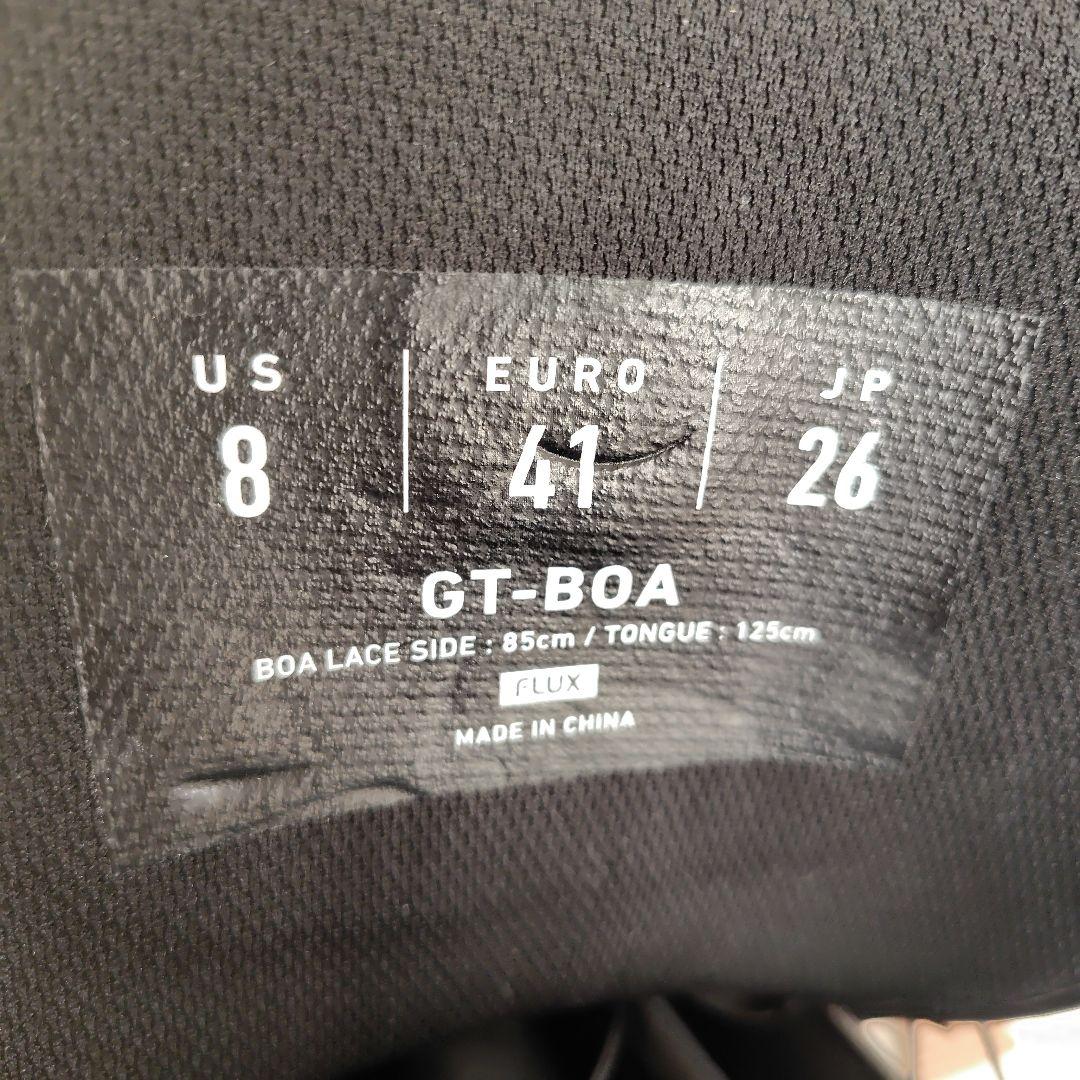 US EURO JP
8 41 26
GT-BOA
BOA LACE SIDE : 85cm / TONGUE : 125cm
FLUX
MADE IN CHINA